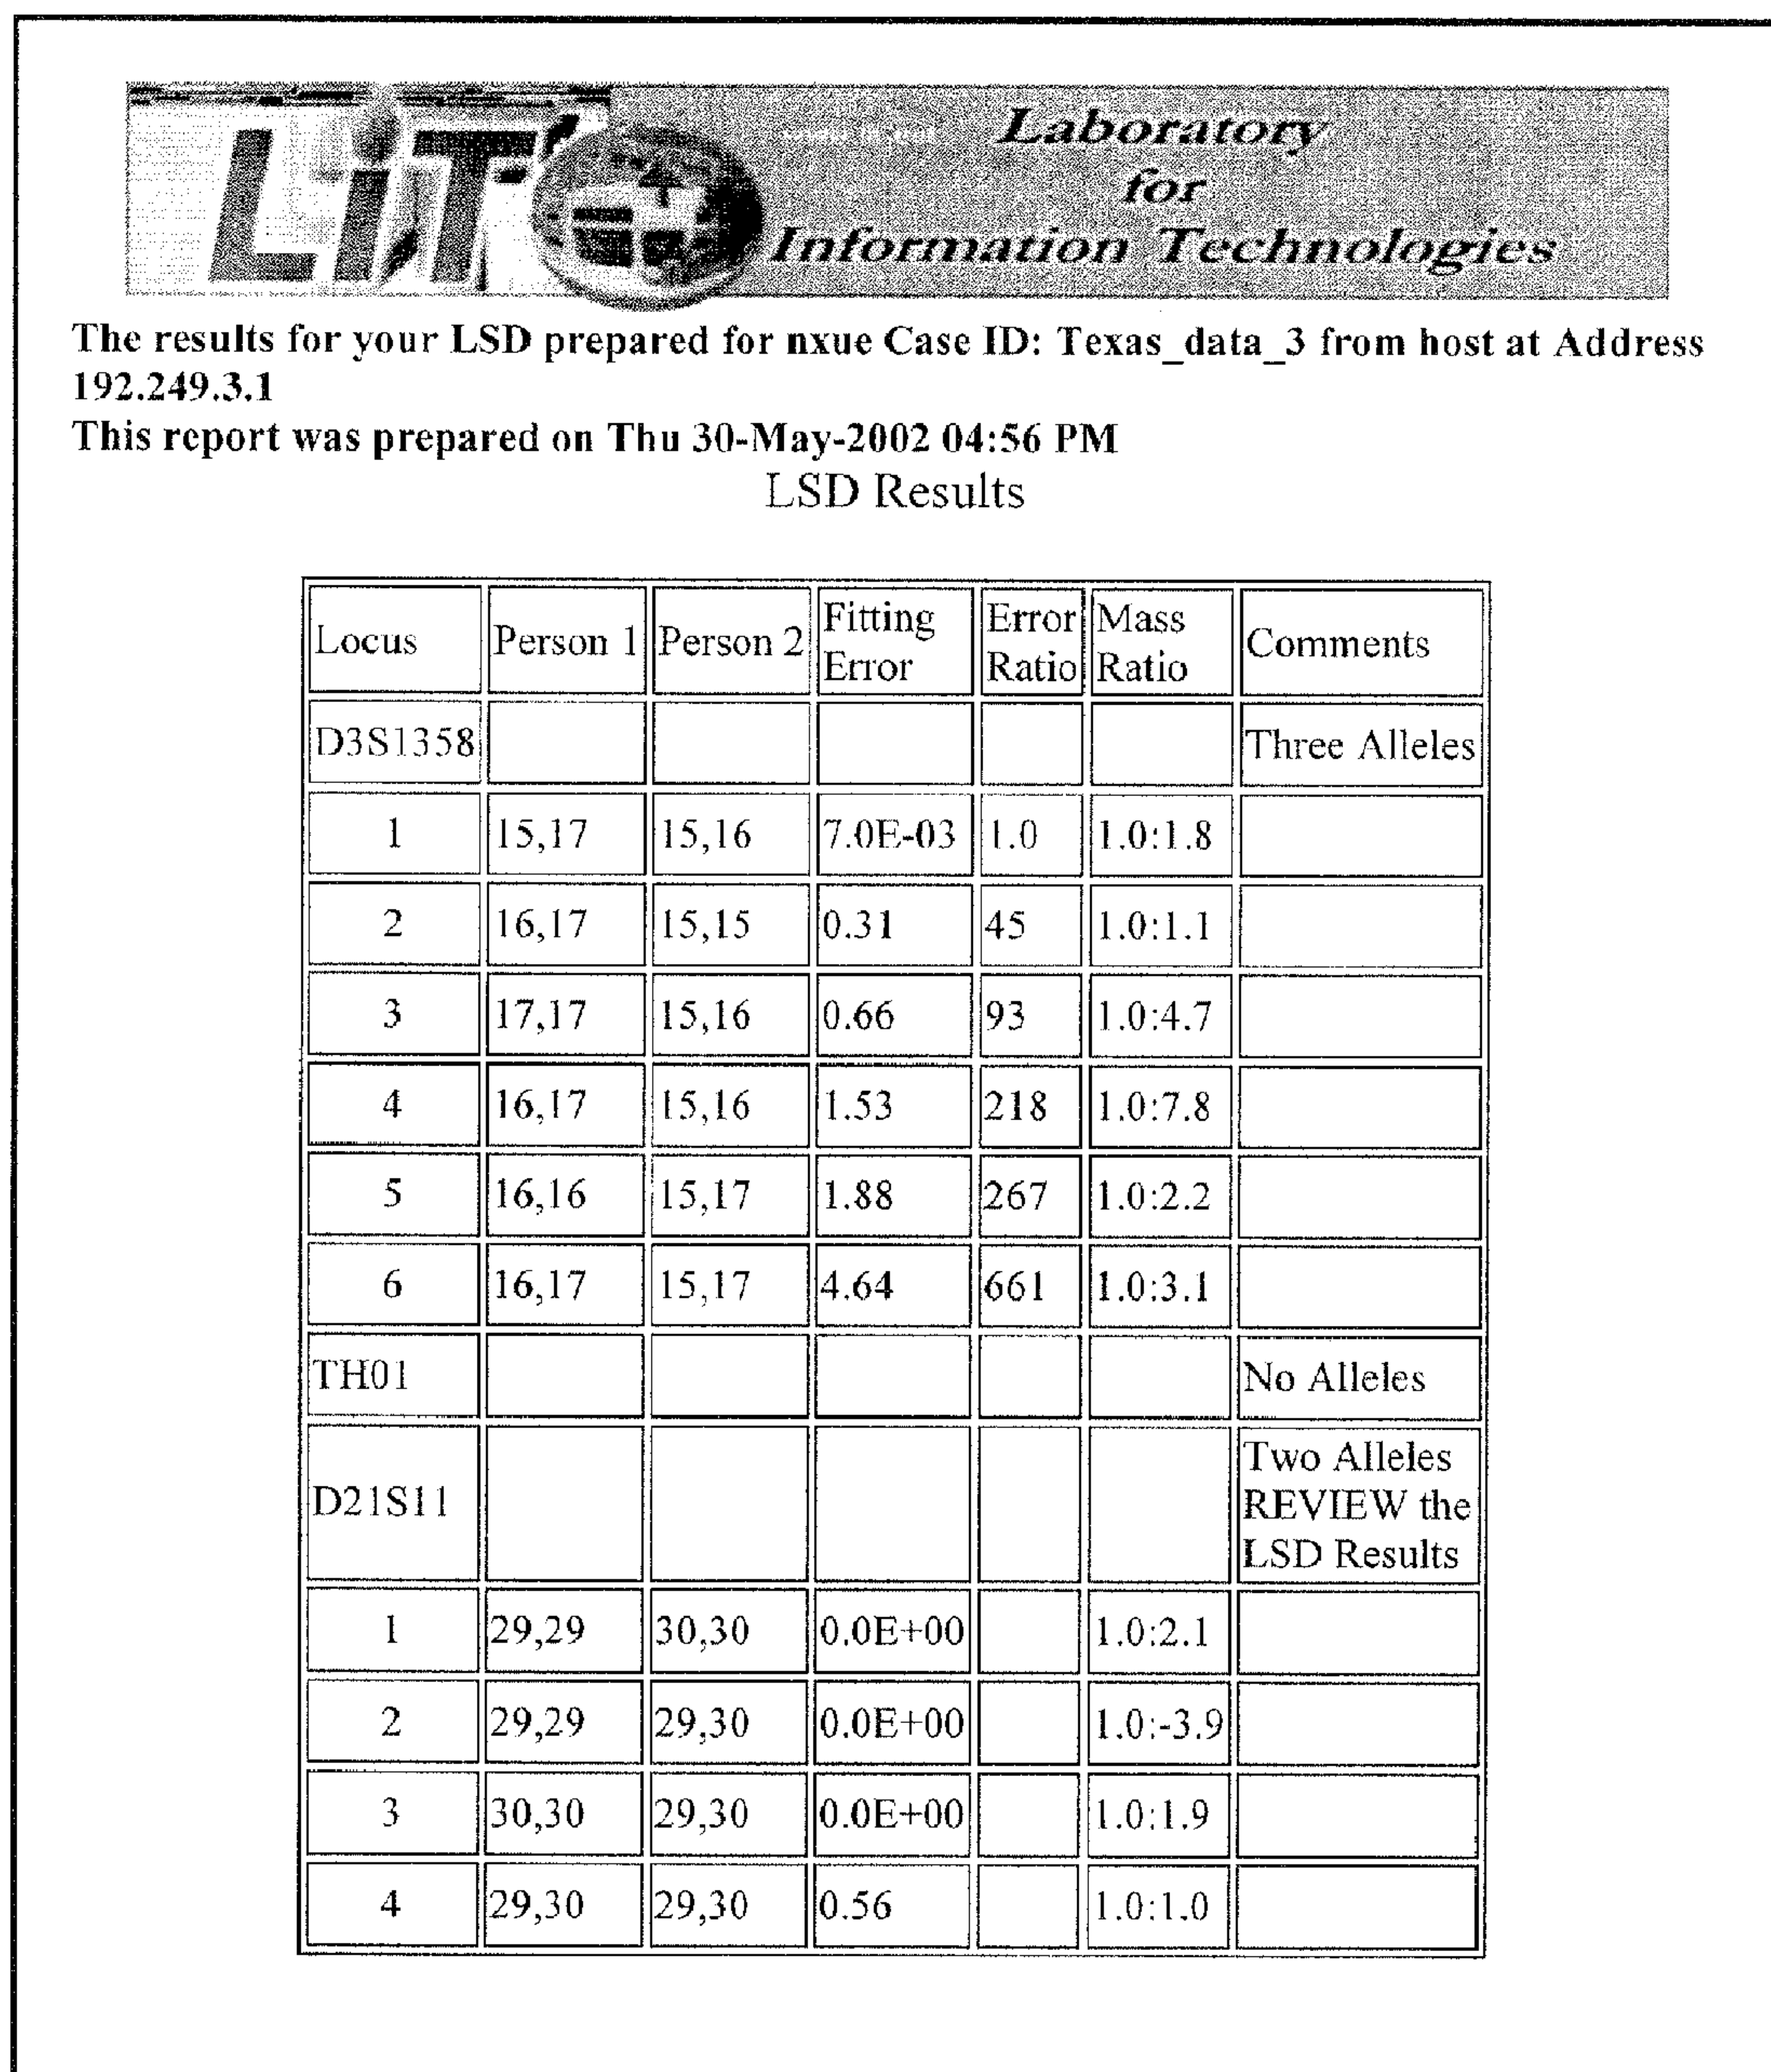 LiT
Laboratory
for
Information Technologies
The results for your LSD prepared for nxue Case ID: Texas_data_3 from host at Address
192.249.3.1
This report was prepared on Thu 30-May-2002 04:56 PM
LSD Results
Locus Person 1 Person 2 Fitting Error Error Ratio Mass Ratio Comments
D3S1358 Three Alleles
1 15,17 15,16 7.0E-03 1.0 1.0:1.8
2 16,17 15,15 0.31 45 1.0:1.1
3 17,17 15,16 0.66 93 1.0:4.7
4 16,17 15,16 1.53 218 1.0:7.8
5 16,16 15,17 1.88 267 1.0:2.2
6 16,17 15,17 4.64 661 1.0:3.1
TH01 No Alleles
D21S11 Two Alleles REVIEW the LSD Results
1 29,29 30,30 0.0E+00 1.0:2.1
2 29,29 29,30 0.0E+00 1.0:-3.9
3 30,30 29,30 0.0E+00 1.0:1.9
4 29,30 29,30 0.56 1.0:1.0